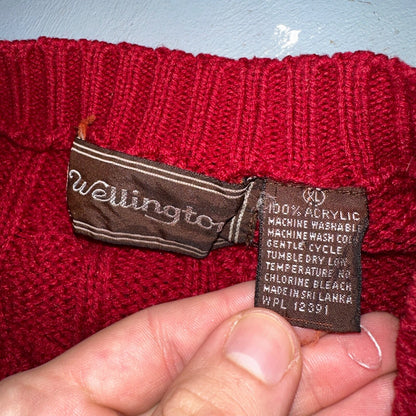 Wellingto
XL
100% ACRYLIC
MACHINE WASHABLE
MACHINE WASH COLD
GENTLE CYCLE
TUMBLE DRY LOW
TEMPERATURE NO
CHLORINE BLEACH
MADE IN SRI LANKA
WPL 12391